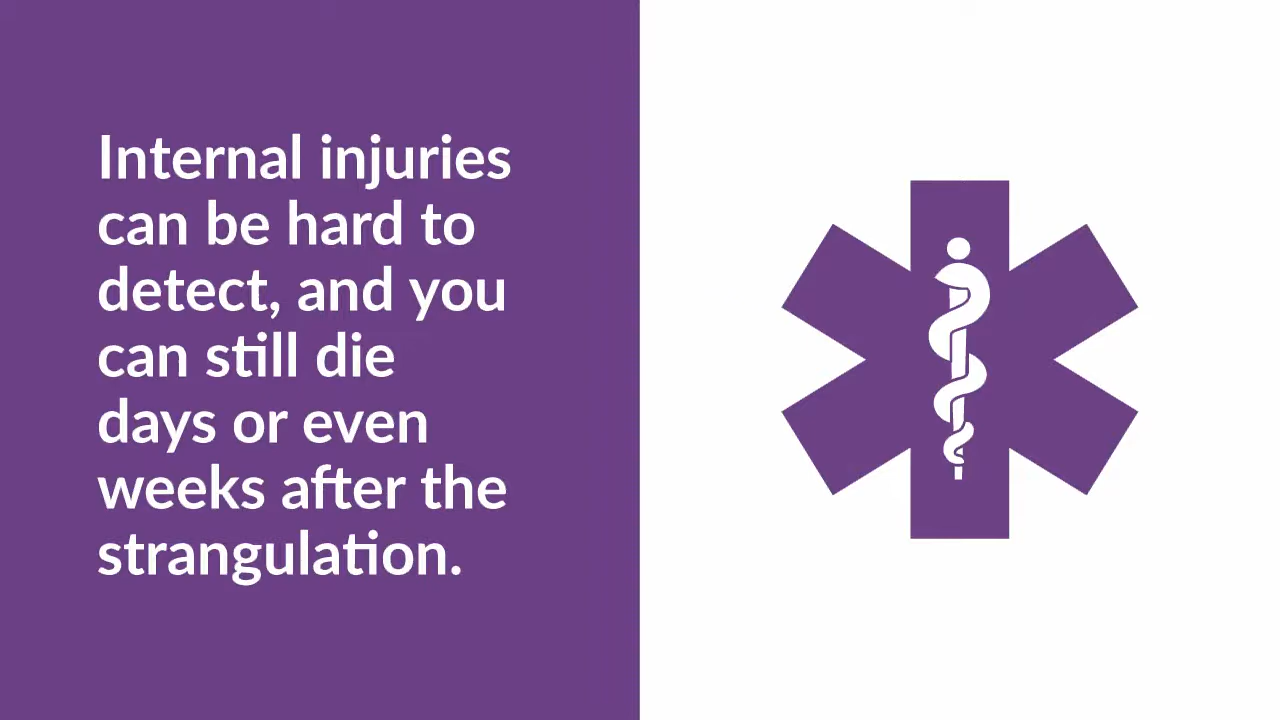 Internal injuries
can be hard to
detect, and you
can still die
days or even
weeks after the
strangulation.